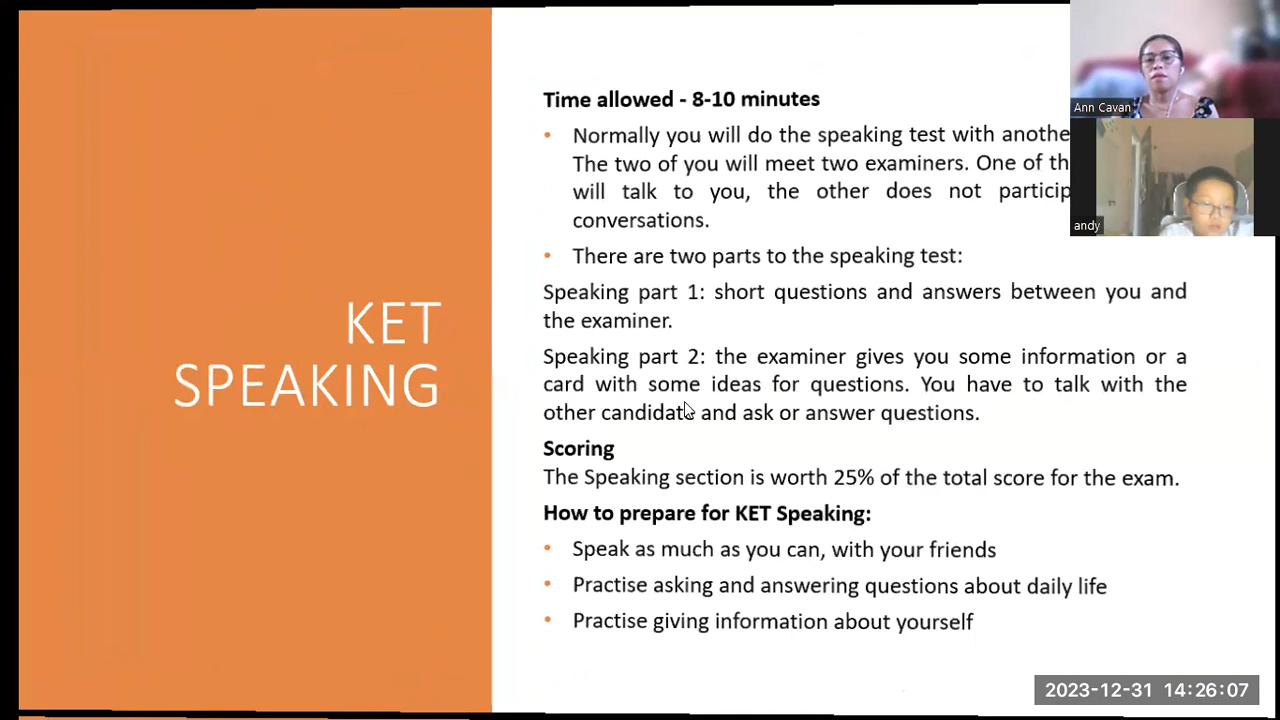 KET
SPEAKING
Time allowed - 8-10 minutes
• Normally you will do the speaking test with
The two of you will meet two examiners. One of
will talk to you, the other does not
conversations.
• There are two parts to the speaking test:
Speaking part 1: short questions and answers between you and
the examiner.
Speaking part 2: the examiner gives you some information or a
card with some ideas for questions. You have to talk with the
other candidate and ask or answer questions.
Scoring
The Speaking section is worth 25% of the total score for the exam.
How to prepare for KET Speaking:
• Speak as much as you can, with your friends
• Practise asking and answering questions about daily life
• Practise giving information about yourself
Ann Cavan
andy
2023-12-31 14:26:07